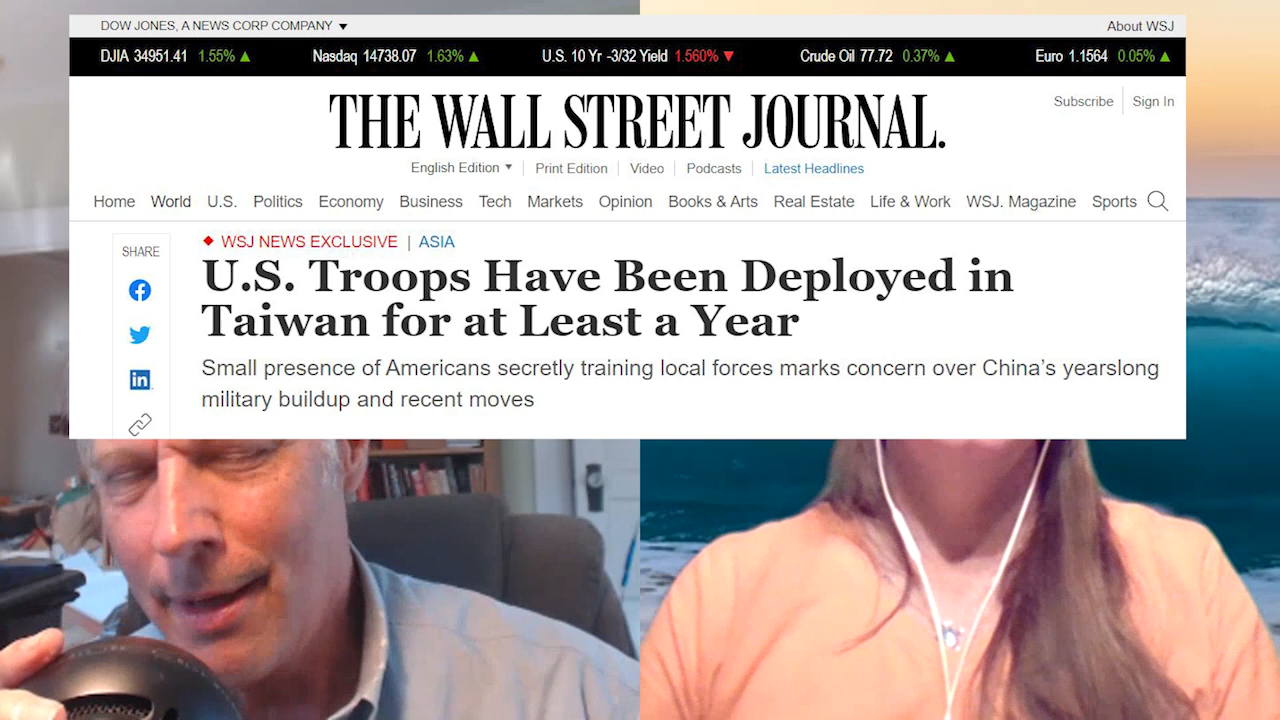 DOW JONES, A NEWS CORP COMPANY ▼ About WSJ
DJIA 34951.41 1.55% ▲ Nasdaq 14738.07 1.63% ▲ U.S. 10 Yr -3/32 Yield 1.560% ▼ Crude Oil 77.72 0.37% ▲ Euro 1.1564 0.05% ▲
Subscribe | Sign In
THE WALL STREET JOURNAL.
English Edition ▼ | Print Edition | Video | Podcasts | Latest Headlines
Home World U.S. Politics Economy Business Tech Markets Opinion Books & Arts Real Estate Life & Work WSJ. Magazine Sports
SHARE
◆ WSJ NEWS EXCLUSIVE | ASIA
U.S. Troops Have Been Deployed in
Taiwan for at Least a Year
Small presence of Americans secretly training local forces marks concern over China's yearslong
military buildup and recent moves